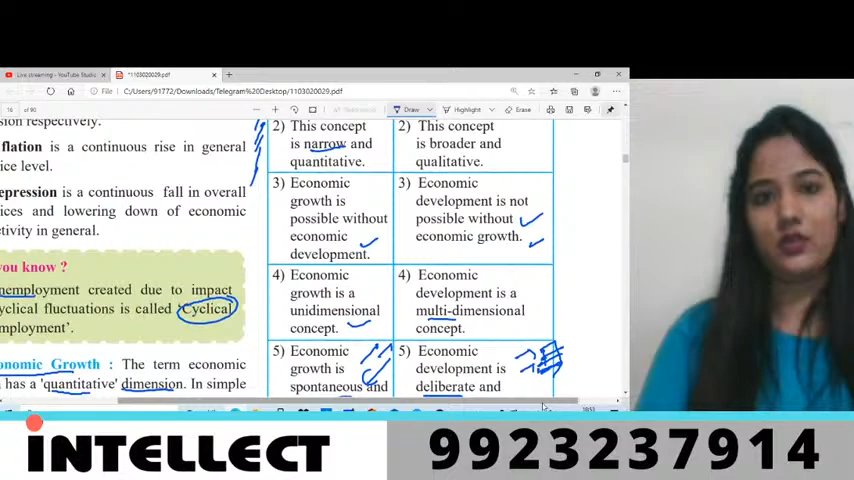 Live streaming - YouTube Studio
*1103020029.pdf
File
C:/Users/91772/Downloads/Telegram%20Desktop/1103020029.pdf
16
of 90
Draw
Highlight
Erase
sion respectively.
flation is a continuous rise in general
ice level.
epression is a continuous fall in overall
ices and lowering down of economic
ctivity in general.
you know ?
nemployment created due to impact
yclical fluctuations is called 'Cyclical
mployment'.
onomic Growth : The term economic
has a 'quantitative' dimension. In simple
2) This concept
is narrow and
quantitative.
2) This concept
is broader and
qualitative.
3) Economic
growth is
possible without
economic
development.
3) Economic
development is not
possible without
economic growth.
4) Economic
growth is a
unidimensional
concept.
4) Economic
development is a
multi-dimensional
concept.
5) Economic
growth is
spontaneous and
5) Economic
development is
deliberate and
INTELLECT
9923237914